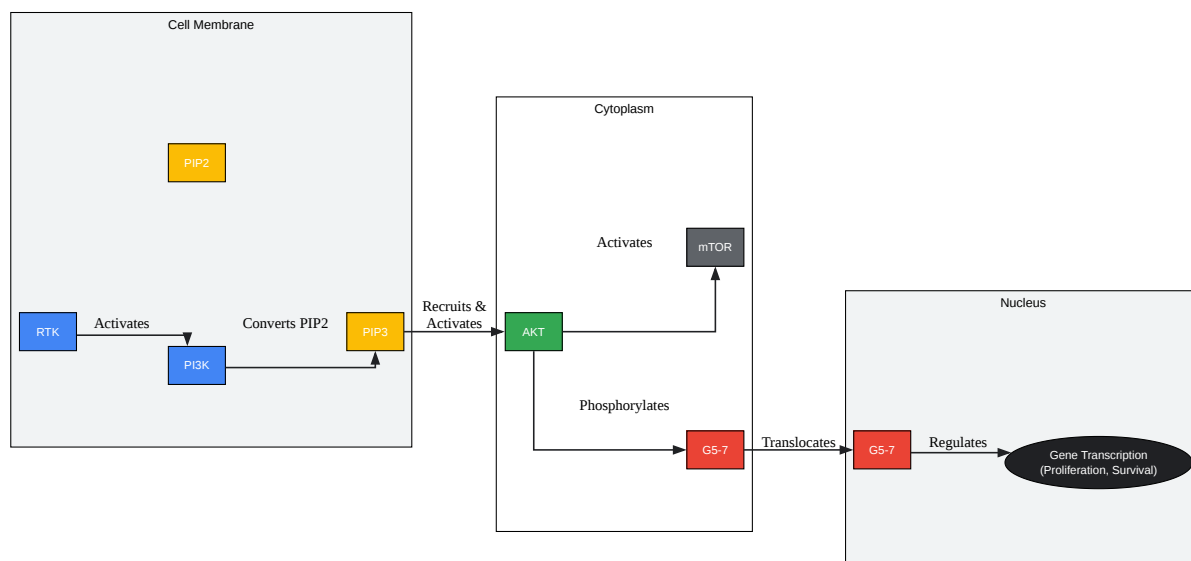 Cell Membrane
PIP2
RTK
Activates
PI3K
Converts PIP2
PIP3
Recruits &
Activates
Cytoplasm
Activates
mTOR
AKT
Phosphorylates
G5-7
Translocates
Nucleus
G5-7
Regulates
Gene Transcription
(Proliferation, Survival)